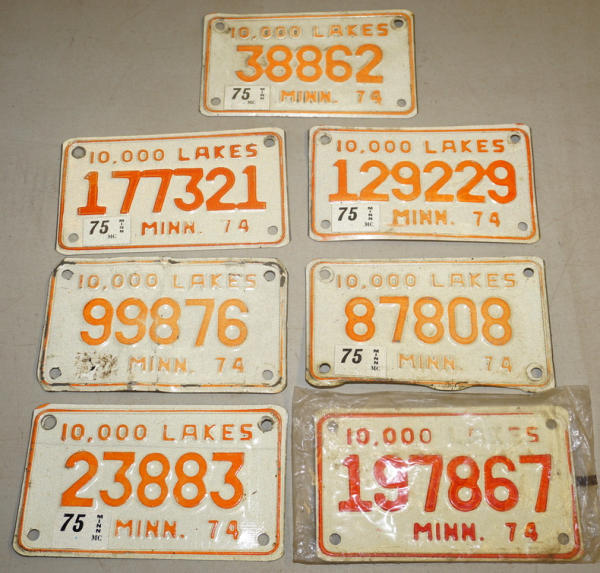 10,000 LAKES
38862
75 MINN MC
MINN. 74
10,000 LAKES
177321
75 MINN MC
MINN. 74
10,000 LAKES
129229
75 MINN MC
MINN. 74
10,000 LAKES
99876
MINN. 74
10,000 LAKES
87808
75 MINN MC
MINN. 74
10,000 LAKES
23883
75 MINN MC
MINN. 74
10,000 LAKES
197867
MINN. 74